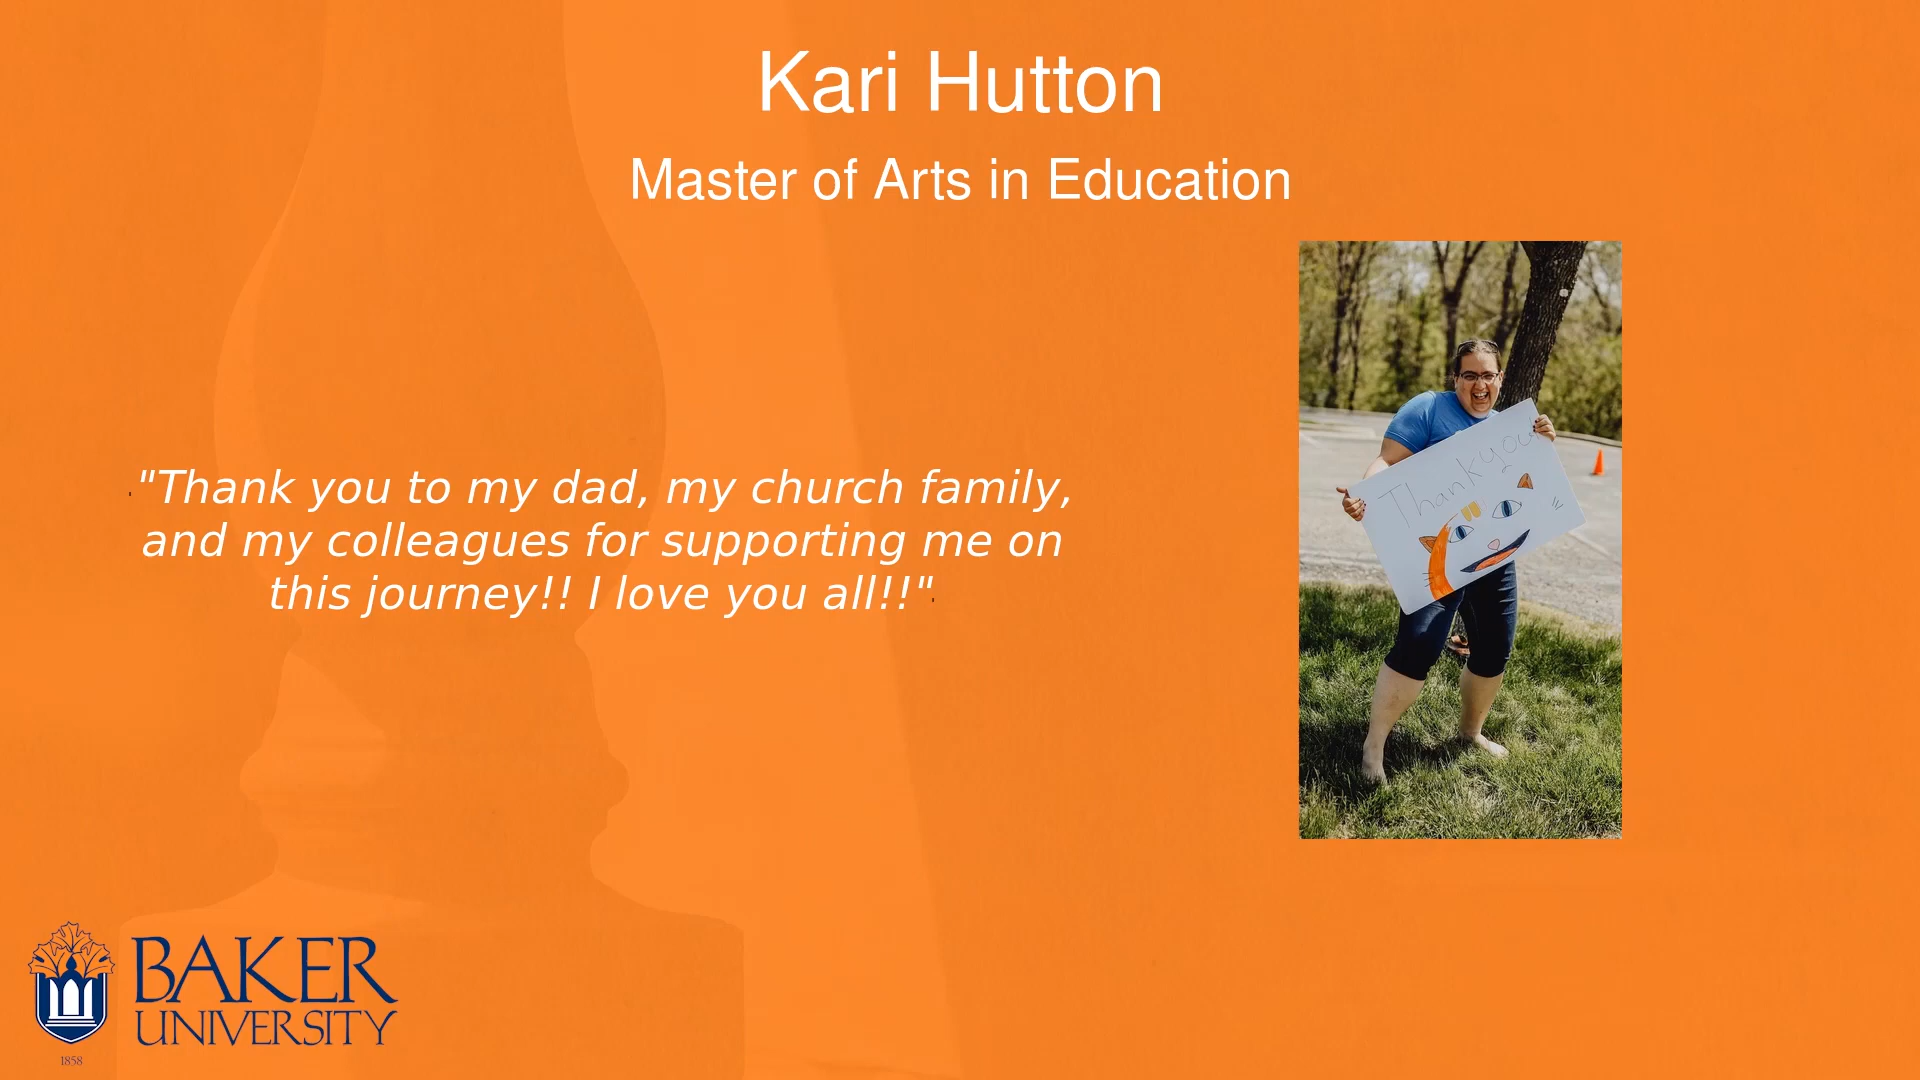 Kari Hutton
Master of Arts in Education
"Thank you to my dad, my church family,
and my colleagues for supporting me on
this journey!! I love you all!!"
Thank you!
BAKER
UNIVERSITY
1858